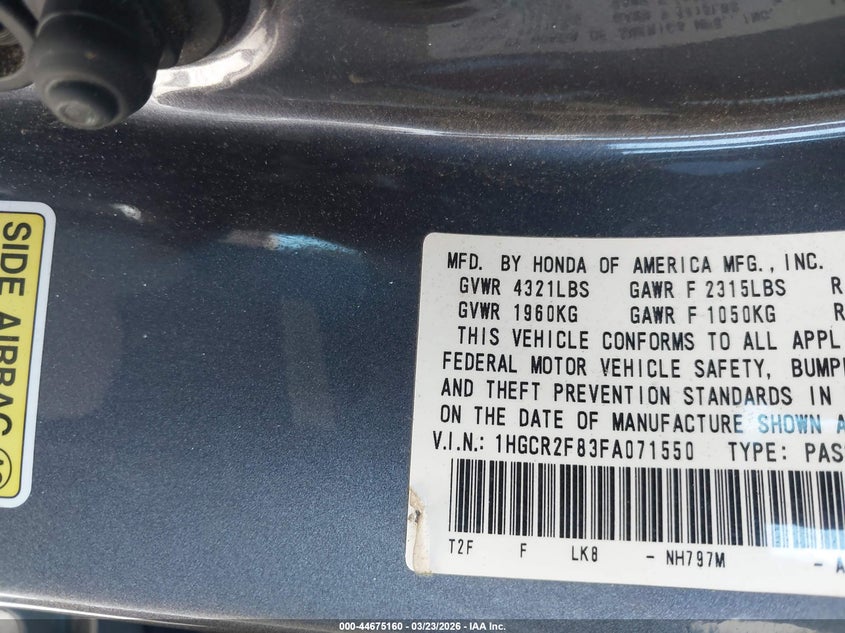 SIDE AIRBAG
MFD. BY HONDA OF AMERICA MFG., INC.
GVWR 4321LBS GAWR F 2315LBS R
GVWR 1960KG GAWR F 1050KG R
THIS VEHICLE CONFORMS TO ALL APPL
FEDERAL MOTOR VEHICLE SAFETY, BUMP
AND THEFT PREVENTION STANDARDS IN
ON THE DATE OF MANUFACTURE SHOWN A
V.I.N.: 1HGCR2F83FA071550 TYPE: PAS
T2F F LK8 - NH797M - A
000-44675160 | 03/23/2026 | IAA Inc.